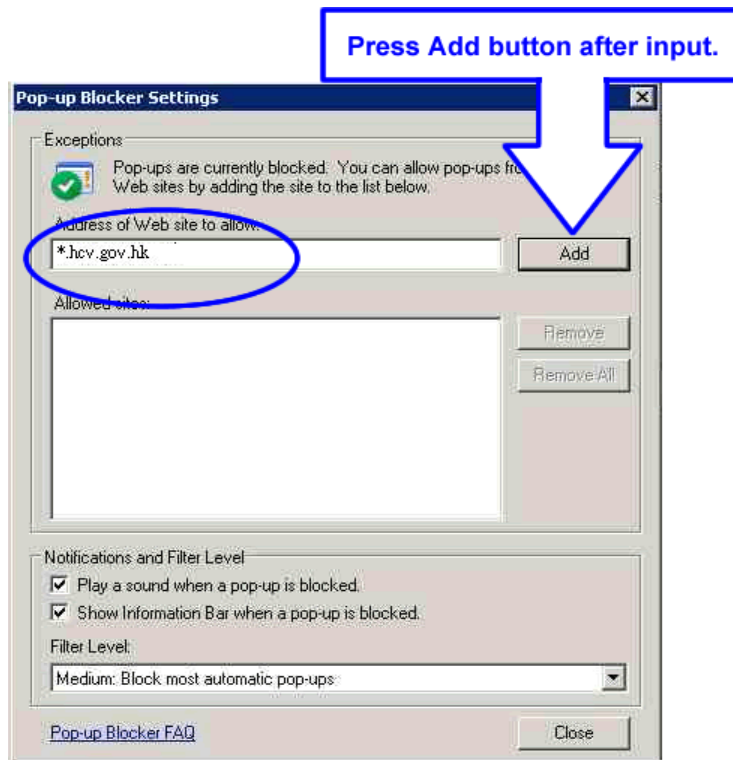 Press Add button after input.
Pop-up Blocker Settings
Exceptions
Pop-ups are currently blocked. You can allow pop-ups
Web sites by adding the site to the list below.
Address of Web site to allow:
*.hcv.gov.hk
Add
Allowed sites:
Remove
Remove All
Notifications and Filter Level
Play a sound when a pop-up is blocked.
Show Information Bar when a pop-up is blocked.
Filter Level:
Medium: Block most automatic pop-ups
Pop-up Blocker FAQ
Close